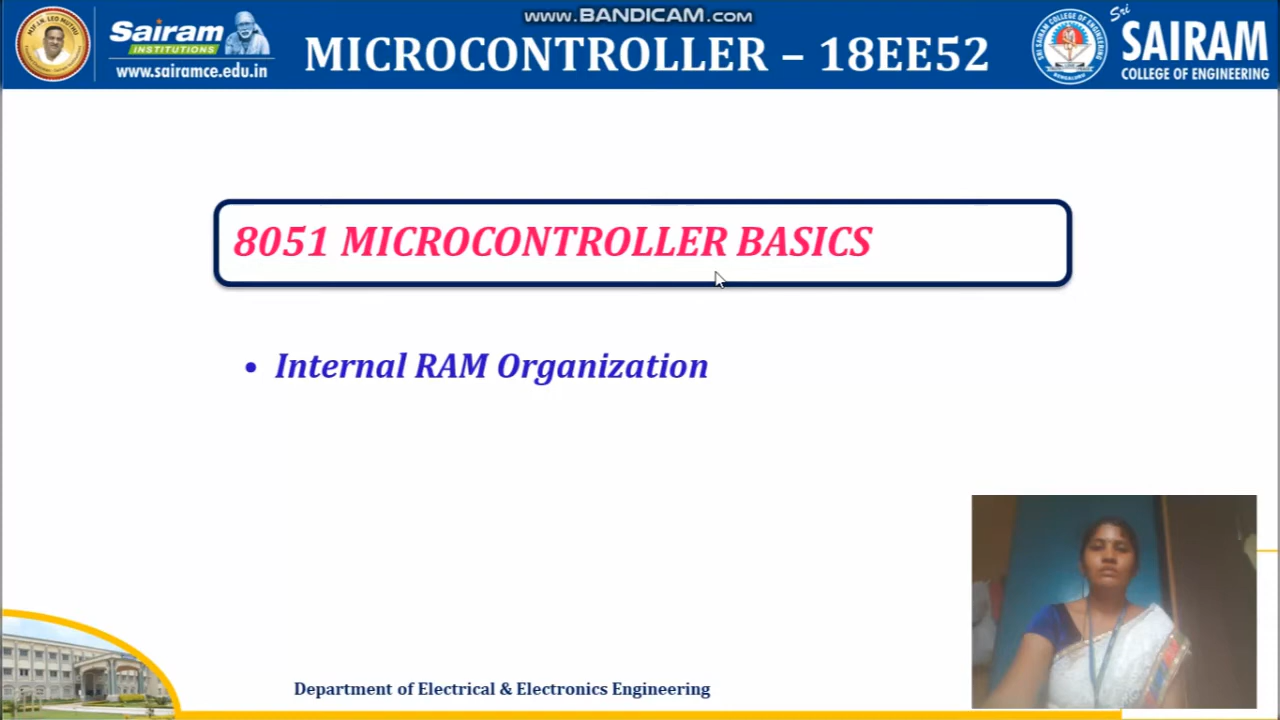 www.BANDICAM.com
Sairam
INSTITUTIONS
www.sairamce.edu.in
MICROCONTROLLER – 18EE52
Sri
SAIRAM
COLLEGE OF ENGINEERING
8051 MICROCONTROLLER BASICS
• Internal RAM Organization
Department of Electrical & Electronics Engineering